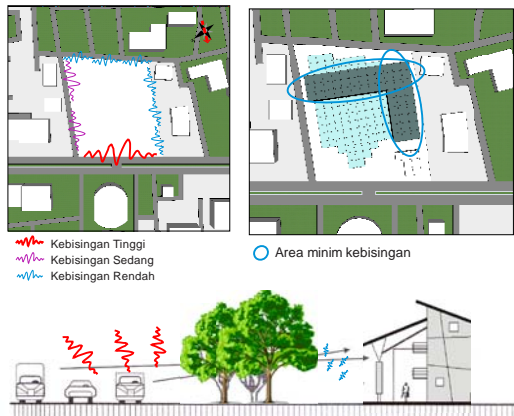 Kebisingan Tinggi
Kebisingan Sedang
Kebisingan Rendah
Area minim kebisingan